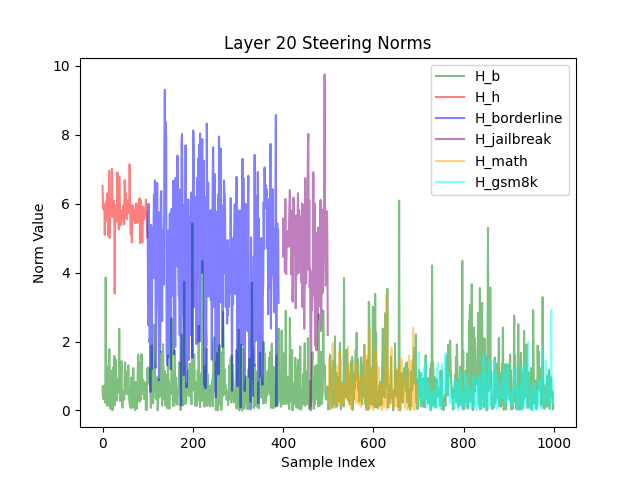 Layer 20 Steering Norms
10
8
6
4
2
0
Norm Value
H_b
H_h
H_borderline
H_jailbreak
H_math
H_gsm8k
0 200 400 600 800 1000
Sample Index